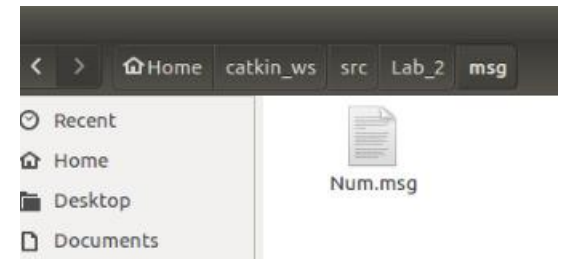 Home catkin_ws src Lab_2 msg
Recent
Home
Desktop
Documents
Num.msg